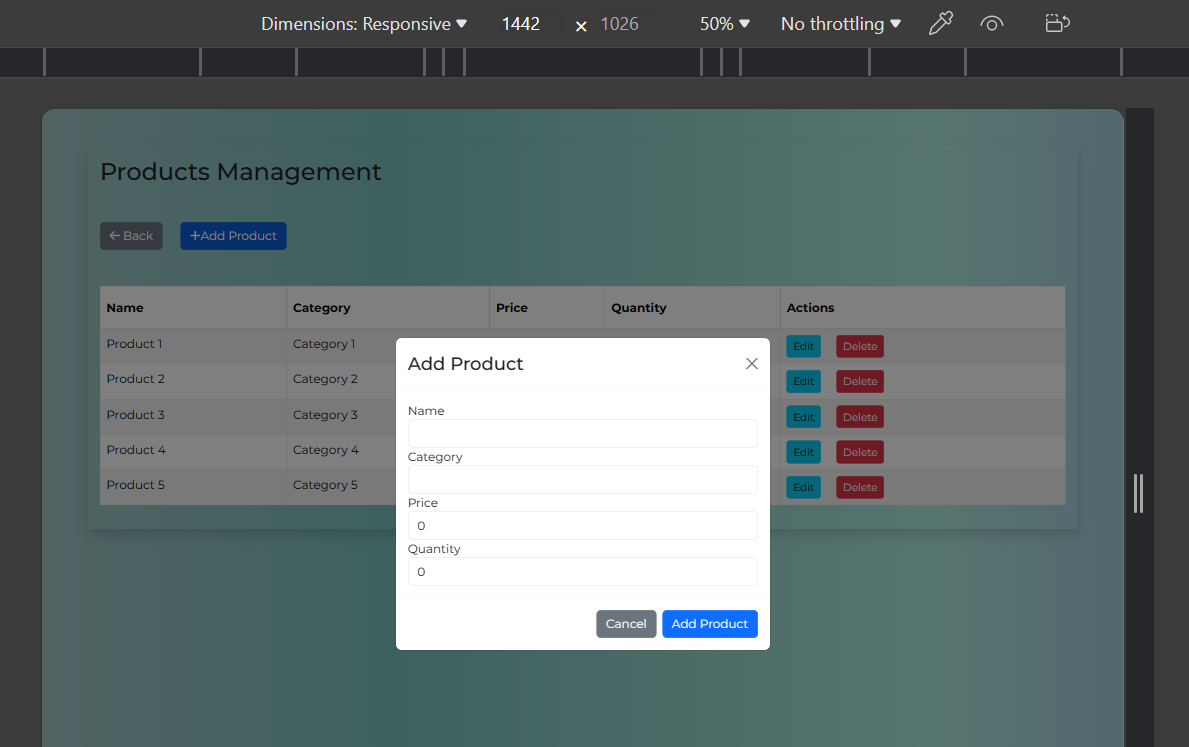 Dimensions: Responsive 1442 × 1026 50% No throttling
Products Management
Back +Add Product
Name Category Price Quantity Actions
Product 1 Category 1 Edit Delete
Product 2 Category 2 Edit Delete
Product 3 Category 3 Edit Delete
Product 4 Category 4 Edit Delete
Product 5 Category 5 Edit Delete
Add Product
Name
Category
Price
0
Quantity
0
Cancel Add Product